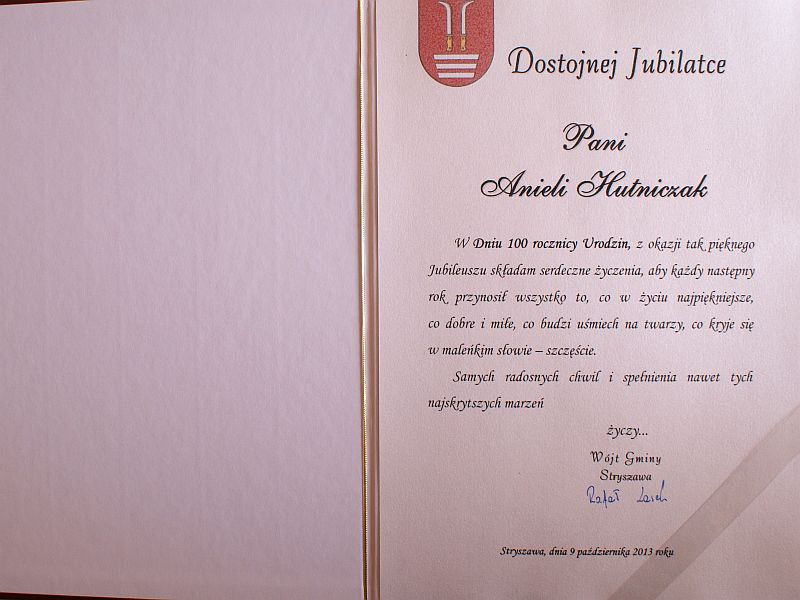 Dostojnej Jubilatce
Pani
Anieli Hutniczak
W Dniu 100 rocznicy Urodzin, z okazji tak pięknego
Jubileuszu składam serdeczne życzenia, aby każdy następny
rok przynosił wszystko to, co w życiu najpiękniejsze,
co dobre i miłe, co budzi uśmiech na twarzy, co kryje się
w maleńkim słowie – szczęście.
Samych radosnych chwil i spełnienia nawet tych
najskrytszych marzeń
życzy...
Wójt Gminy
Stryszawa
Rafał Lasek
Stryszawa, dnia 9 października 2013 roku